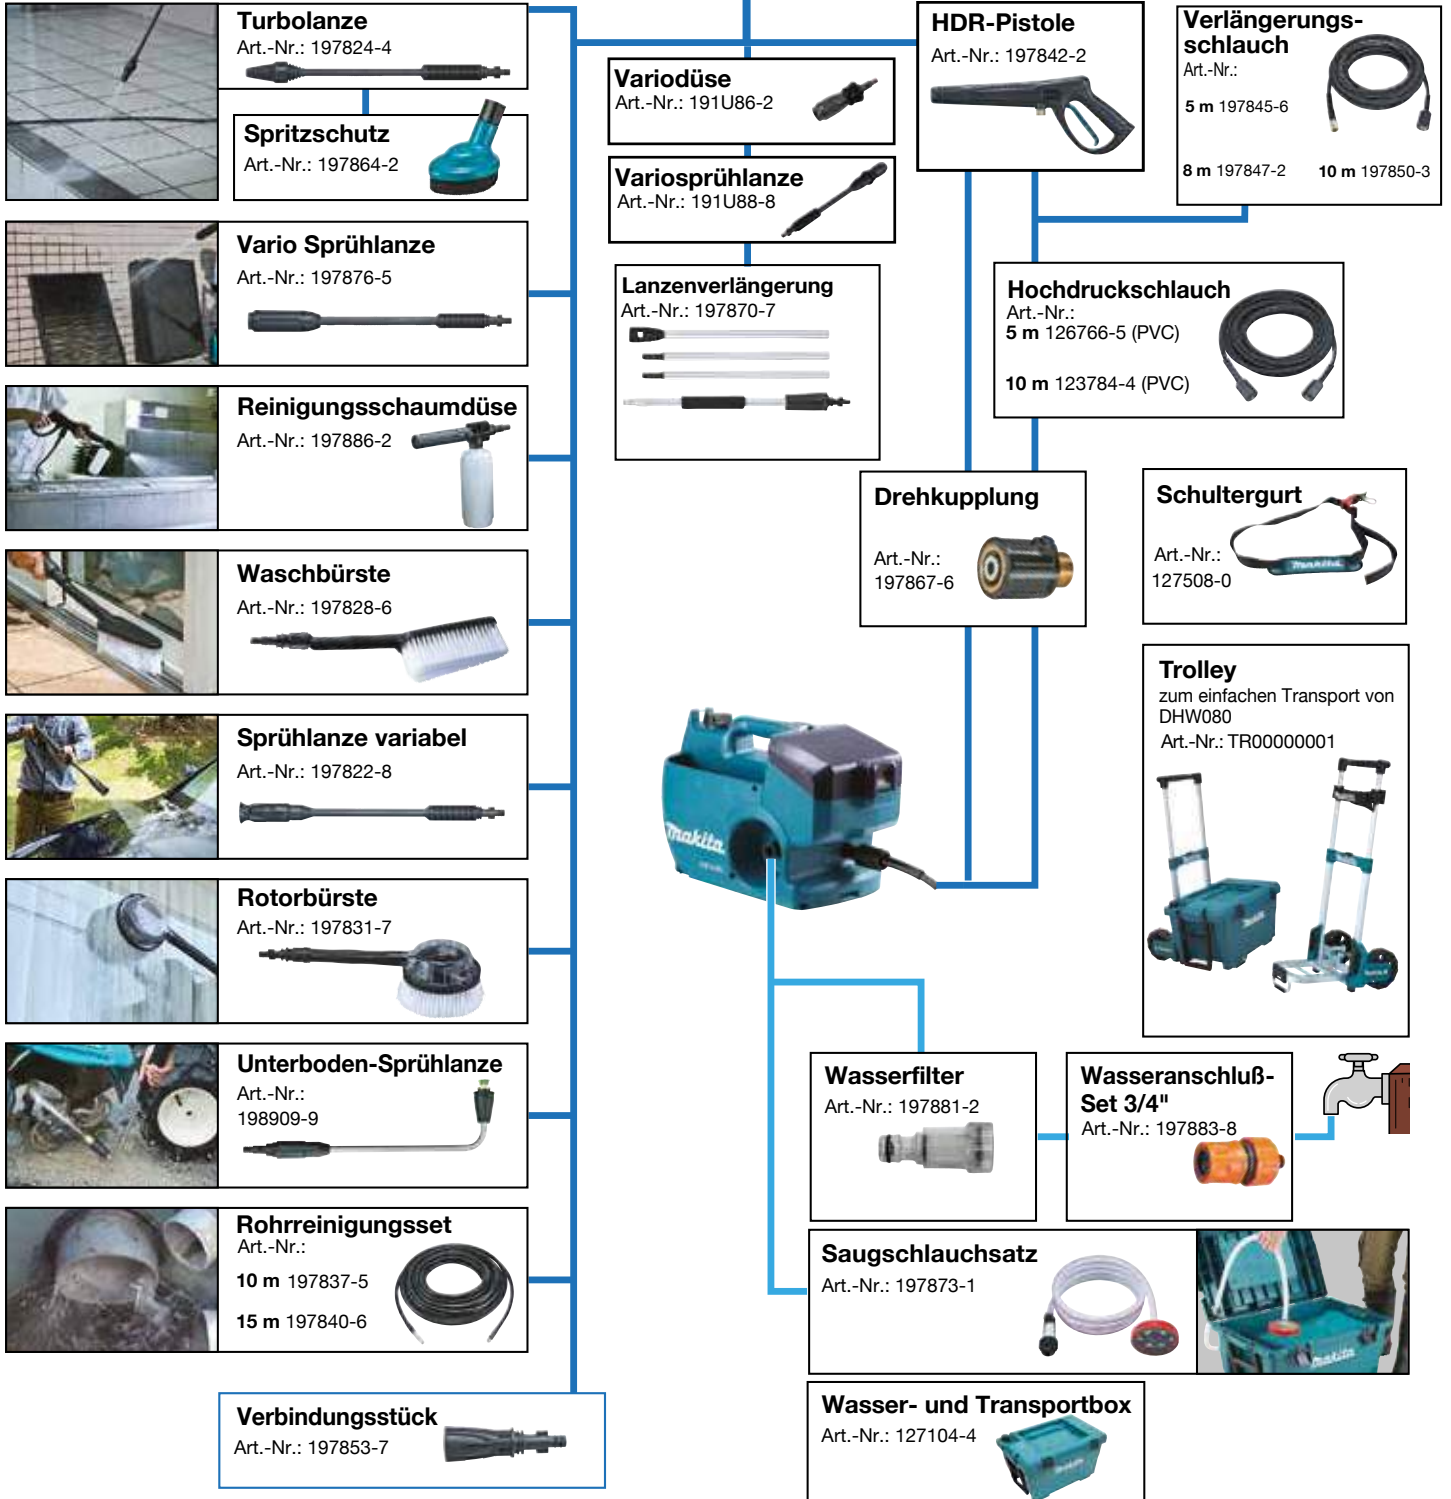 Turbolanze
Art.-Nr.: 197824-4
Spritzschutz
Art.-Nr.: 197864-2
Vario Sprühlanze
Art.-Nr.: 197876-5
Reinigungsschaumdüse
Art.-Nr.: 197886-2
Waschbürste
Art.-Nr.: 197828-6
Sprühlanze variabel
Art.-Nr.: 197822-8
Rotorbürste
Art.-Nr.: 197831-7
Unterboden-Sprühlanze
Art.-Nr.:
198909-9
Rohrreinigungsset
Art.-Nr.:
10 m 197837-5
15 m 197840-6
Verbindungsstück
Art.-Nr.: 197853-7
Variodüse
Art.-Nr.: 191U86-2
Variosprühlanze
Art.-Nr.: 191U88-8
Lanzenverlängerung
Art.-Nr.: 197870-7
HDR-Pistole
Art.-Nr.: 197842-2
Verlängerungs-
schlauch
Art.-Nr.:
5 m 197845-6
8 m 197847-2
10 m 197850-3
Hochdruckschlauch
Art.-Nr.:
5 m 126766-5 (PVC)
10 m 123784-4 (PVC)
Drehkupplung
Art.-Nr.:
197867-6
Schultergurt
Art.-Nr.:
127508-0
makita
Trolley
zum einfachen Transport von
DHW080
Art.-Nr.: TR00000001
makita
Wasserfilter
Art.-Nr.: 197881-2
Wasseranschluß-
Set 3/4"
Art.-Nr.: 197883-8
Saugschlauchsatz
Art.-Nr.: 197873-1
makita
Wasser- und Transportbox
Art.-Nr.: 127104-4
makita